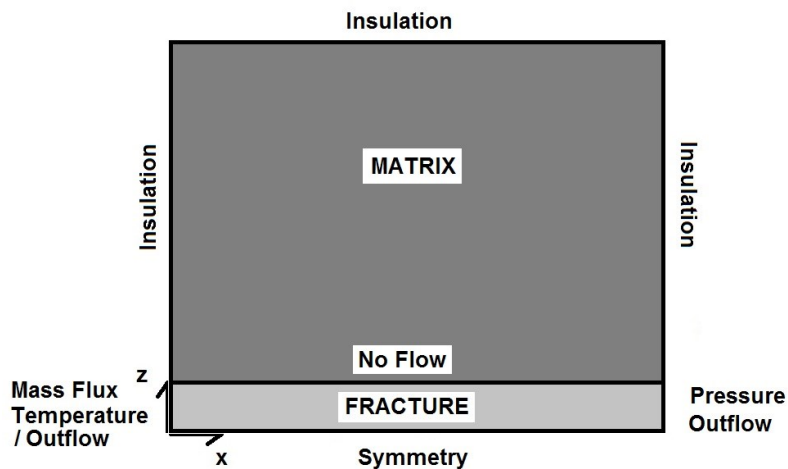 Insulation
Insulation
MATRIX
Insulation
No Flow
z
Mass Flux
Temperature
/ Outflow
FRACTURE
Pressure
Outflow
x
Symmetry